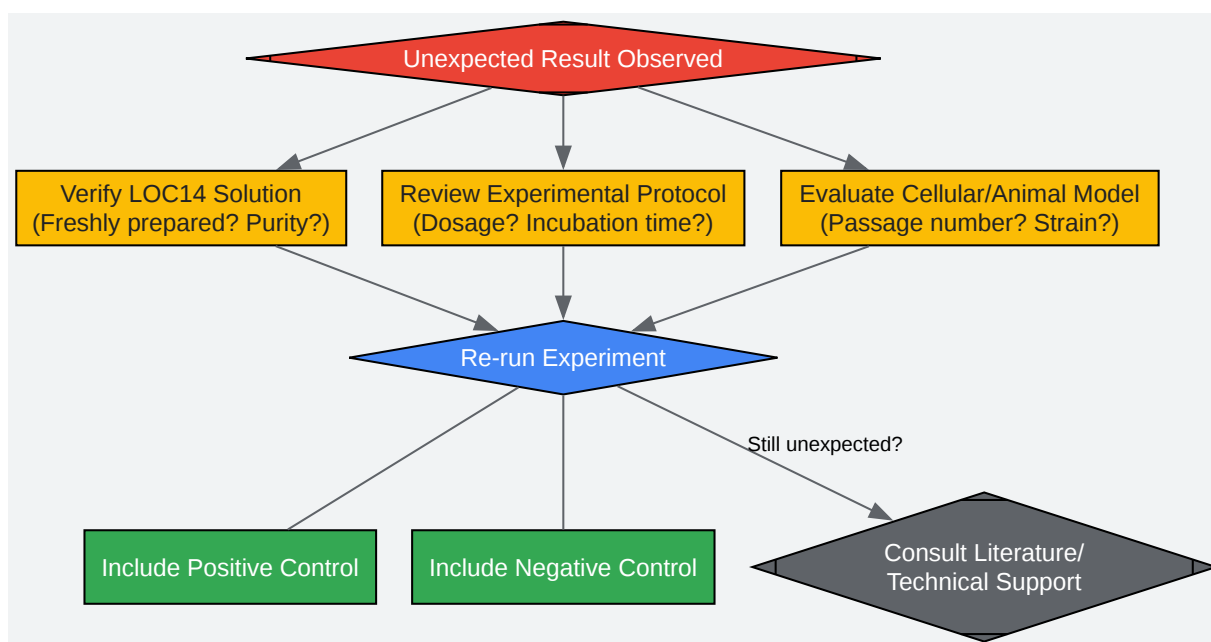 Unexpected Result Observed
Verify LOC14 Solution
(Freshly prepared? Purity?)
Review Experimental Protocol
(Dosage? Incubation time?)
Evaluate Cellular/Animal Model
(Passage number? Strain?)
Re-run Experiment
Still unexpected?
Include Positive Control
Include Negative Control
Consult Literature/
Technical Support